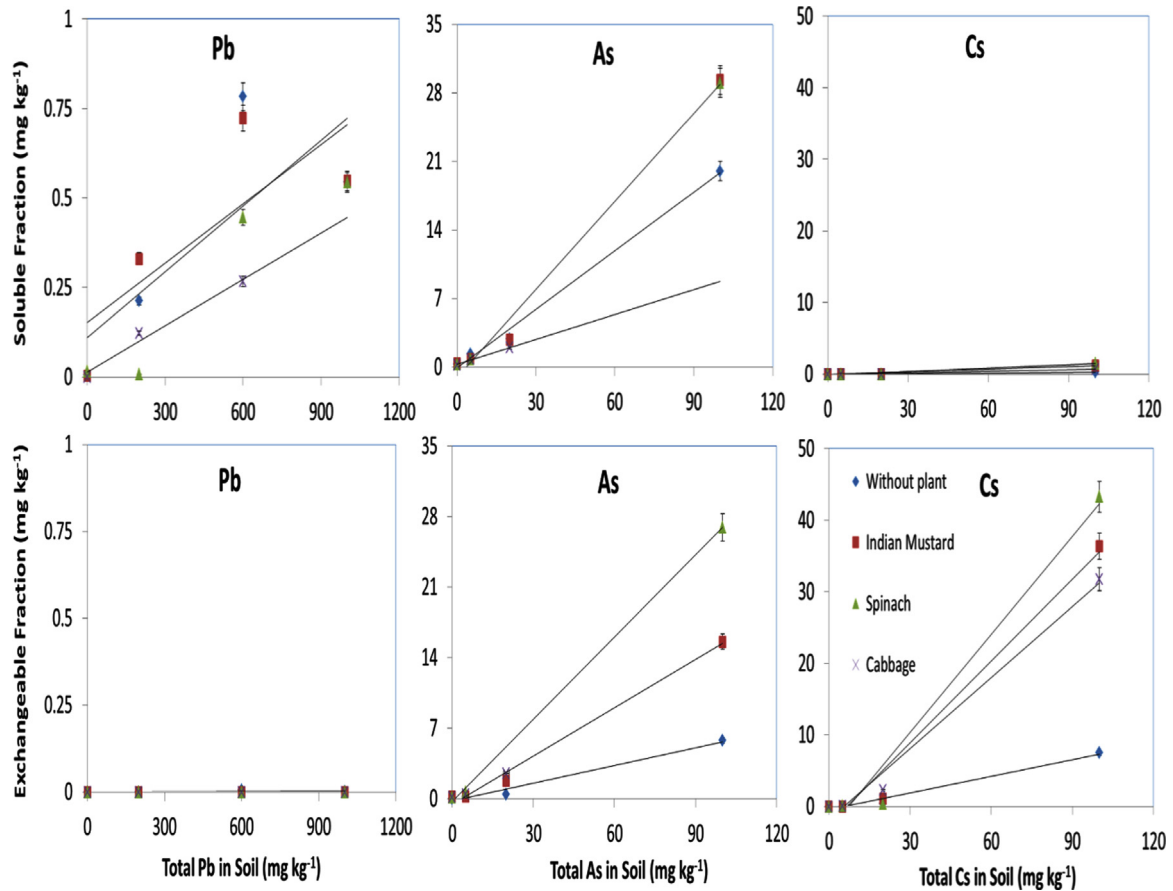 Pb
As
Cs
Soluble Fraction (mg kg⁻¹)
1
0.75
0.5
0.25
0
0 300 600 900 1200
35
28
21
14
7
0
0 30 60 90 120
50
40
30
20
10
0
0 30 60 90 120
Pb
As
Cs
Exchangeable Fraction (mg kg⁻¹)
1
0.75
0.5
0.25
0
0 300 600 900 1200
Total Pb in Soil (mg kg⁻¹)
35
28
21
14
7
0
0 30 60 90 120
Total As in Soil (mg kg⁻¹)
50
40
30
20
10
0
0 30 60 90 120
Total Cs in Soil (mg kg⁻¹)
Without plant
Indian Mustard
Spinach
Cabbage